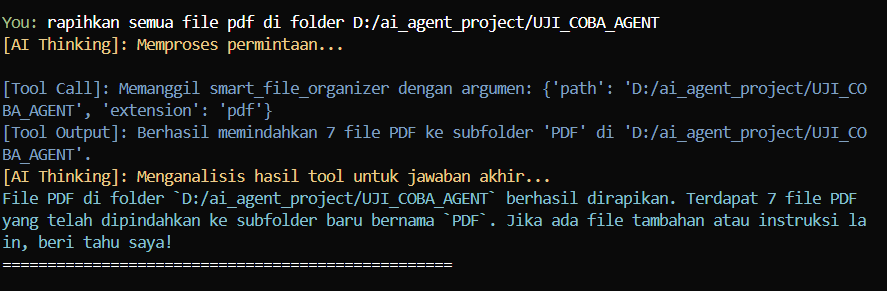 You: rapihkan semua file pdf di folder D:/ai_agent_project/UJI_COBA_AGENT
[AI Thinking]: Memproses permintaan...
[Tool Call]: Memanggil smart_file_organizer dengan argumen: {'path': 'D:/ai_agent_project/UJI_CO
BA_AGENT', 'extension': 'pdf'}
[Tool Output]: Berhasil memindahkan 7 file PDF ke subfolder 'PDF' di 'D:/ai_agent_project/UJI_CO
BA_AGENT'.
[AI Thinking]: Menganalisis hasil tool untuk jawaban akhir...
File PDF di folder `D:/ai_agent_project/UJI_COBA_AGENT` berhasil dirapikan. Terdapat 7 file PDF
yang telah dipindahkan ke subfolder baru bernama `PDF`. Jika ada file tambahan atau instruksi la
in, beri tahu saya!
==================================================